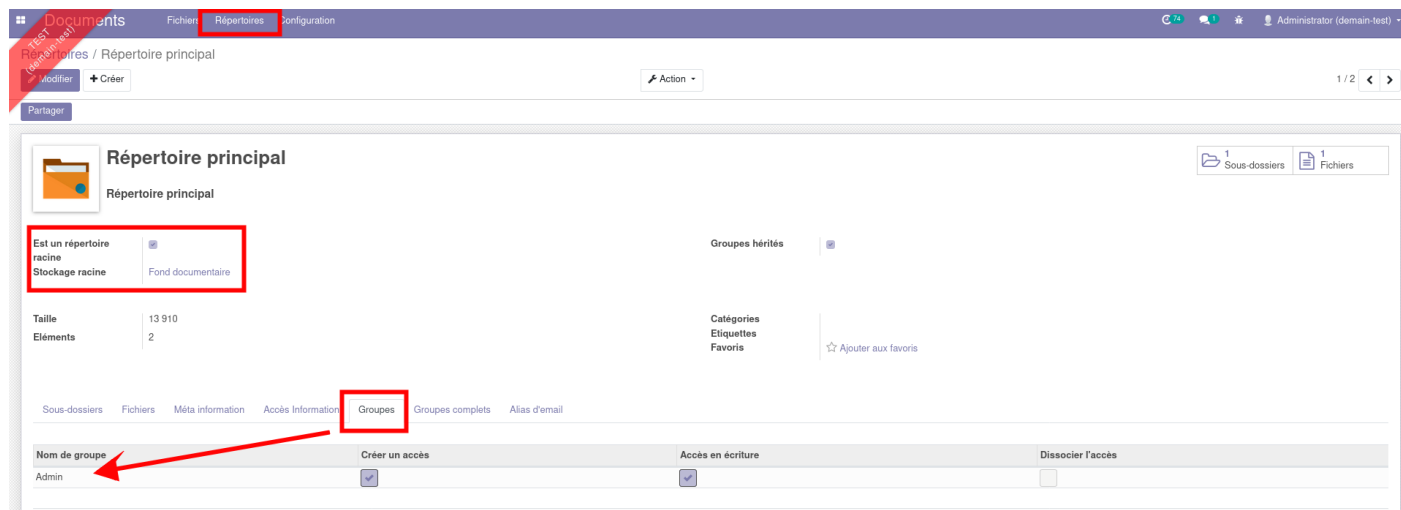 Documents Fichiers Répertoires Configuration 74 1 Administrator (demain-test)
TEST
(demain-test)
Répertoires / Répertoire principal
Modifier Créer Action 1 / 2
Partager
Répertoire principal
1 Sous-dossiers 1 Fichiers
Répertoire principal
Est un répertoire racine Groupes hérités
Stockage racine Fond documentaire
Taille 13 910 Catégories
Eléments 2 Etiquettes
Favoris Ajouter aux favoris
Sous-dossiers Fichiers Méta information Accès Information Groupes Groupes complets Alias d'email
Nom de groupe Créer un accès Accès en écriture Dissocier l'accès
Admin